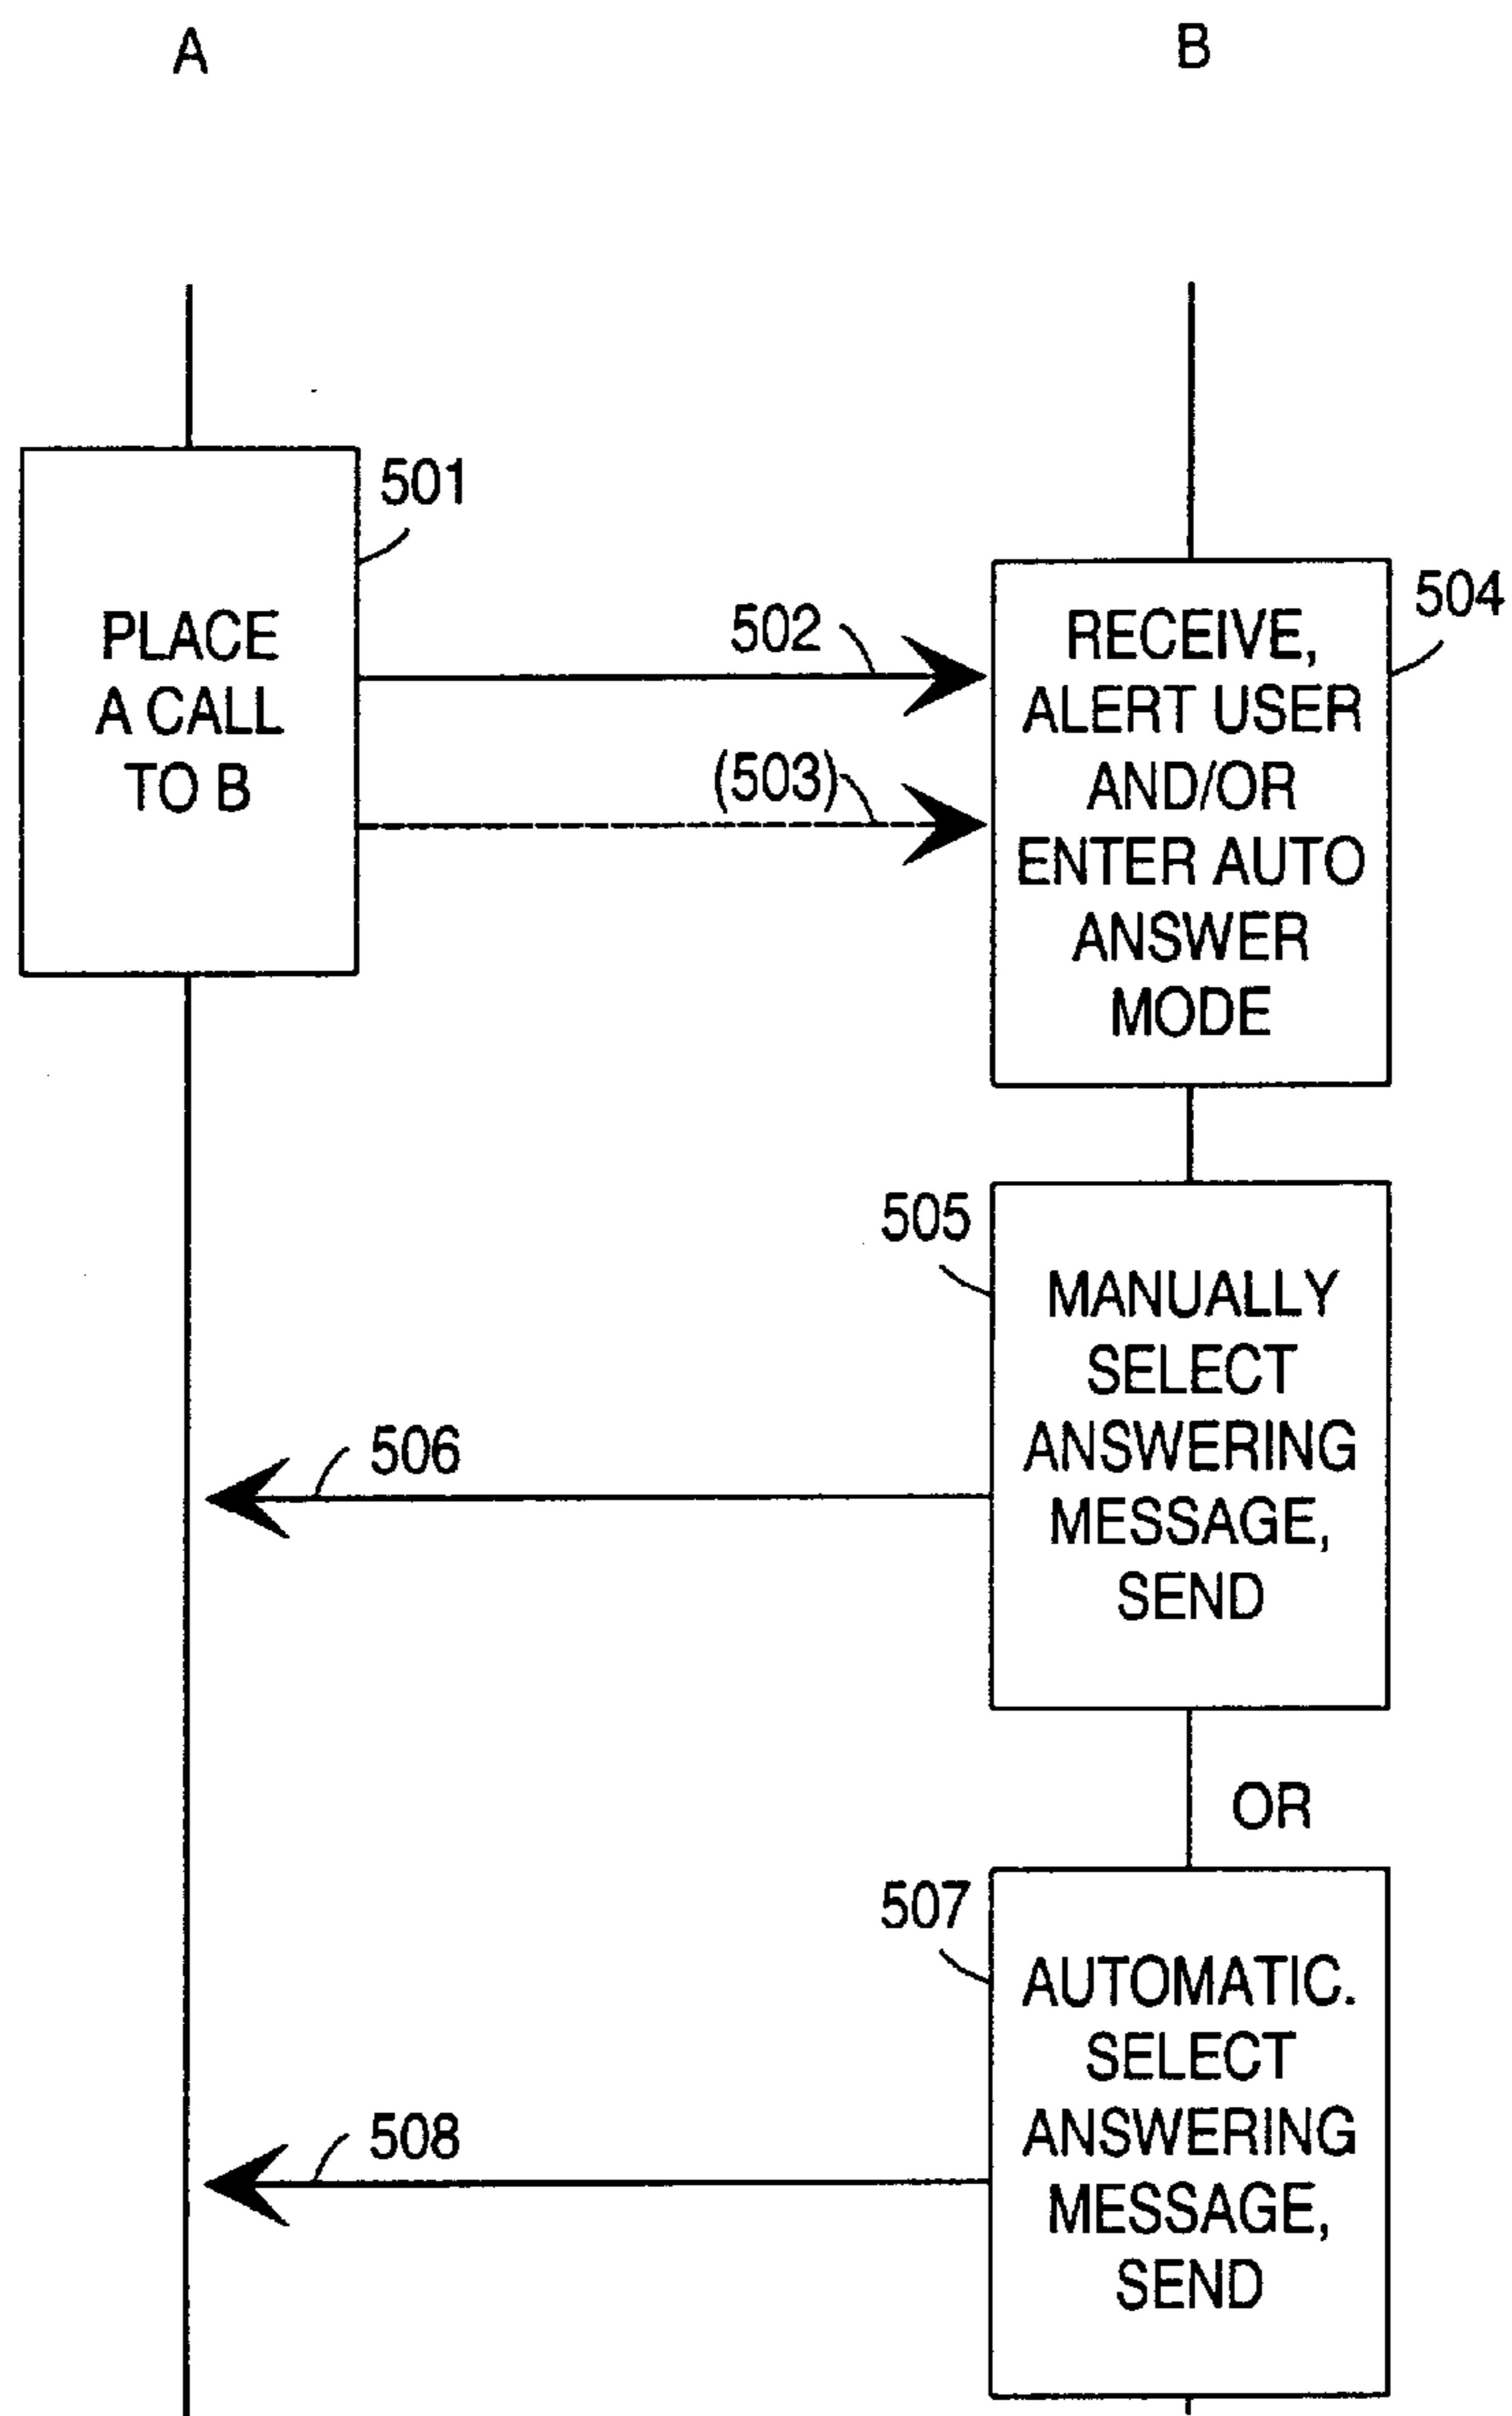 A
B
501
PLACE
A CALL
TO B
502
(503)
504
RECEIVE,
ALERT USER
AND/OR
ENTER AUTO
ANSWER
MODE
505
MANUALLY
SELECT
ANSWERING
MESSAGE,
SEND
506
OR
507
AUTOMATIC.
SELECT
ANSWERING
MESSAGE,
SEND
508